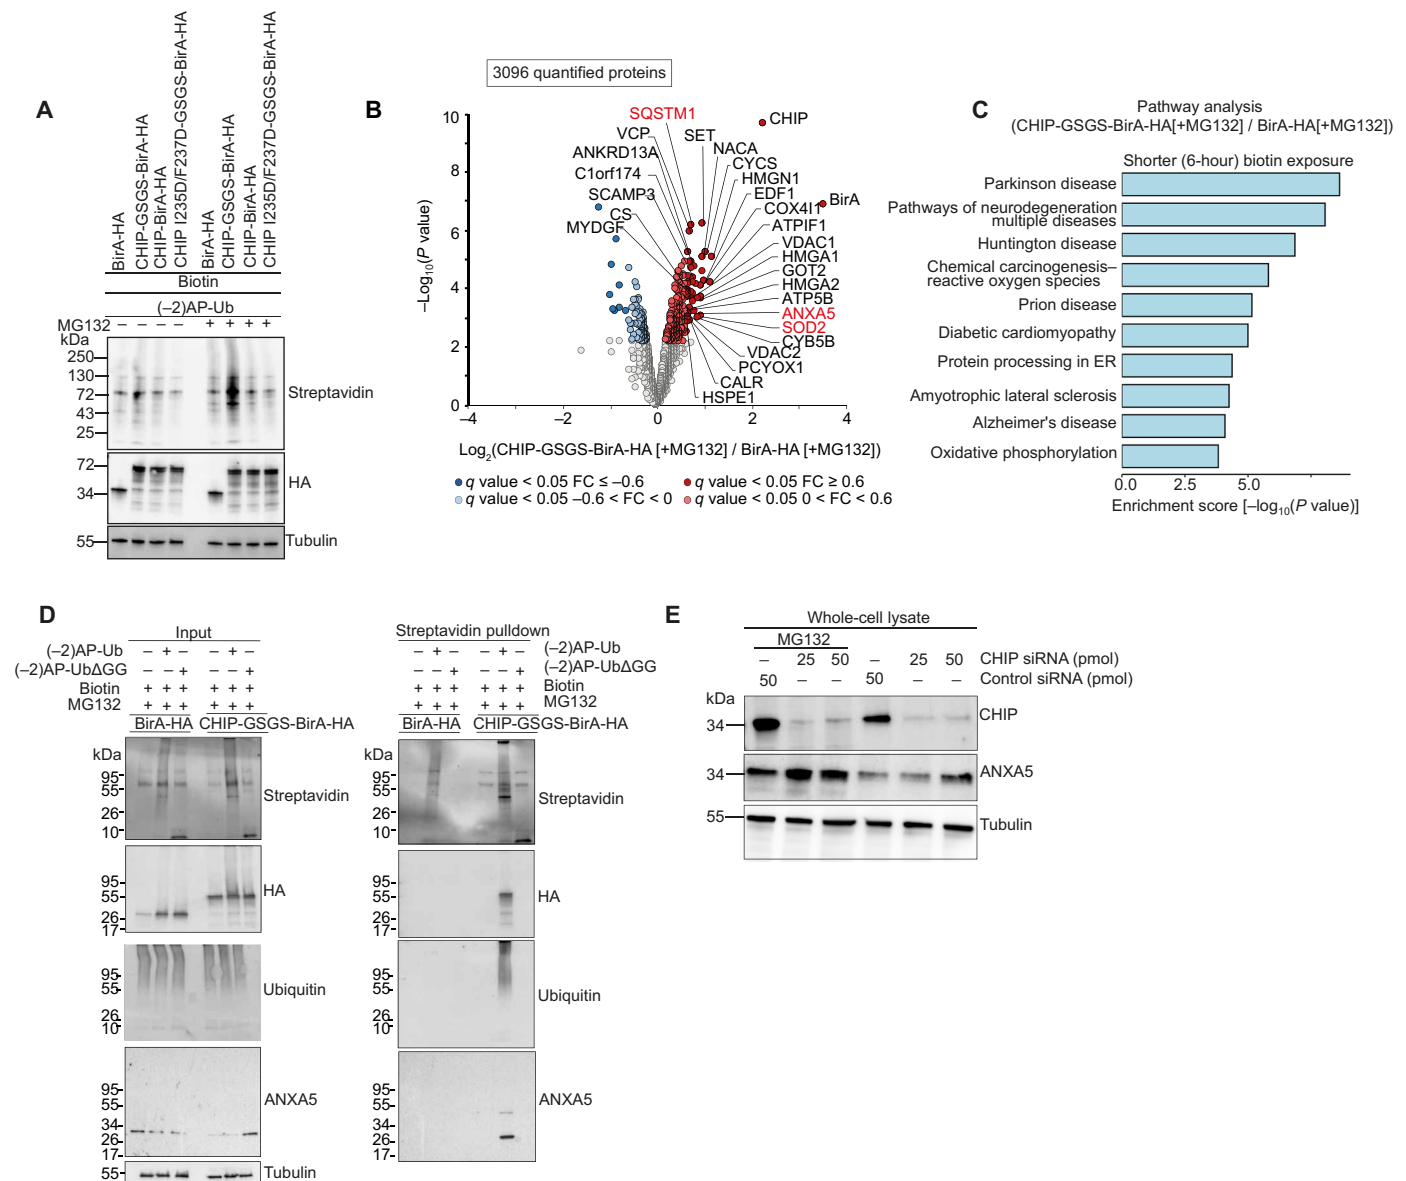 A
BirA-HA
CHIP-GSGS-BirA-HA
CHIP-BirA-HA
CHIP I235D/F237D-GSGS-BirA-HA
BirA-HA
CHIP-GSGS-BirA-HA
CHIP-BirA-HA
CHIP I235D/F237D-GSGS-BirA-HA
Biotin
(–2)AP-Ub
MG132 – – – – + + + +
kDa
250
130
72
43
25
Streptavidin
72
34
HA
55
Tubulin
B
3096 quantified proteins
–Log10(P value)
10
8
6
4
2
0
–4 –2 0 2 4
SQSTM1
VCP
ANKRD13A
C1orf174
SCAMP3
CS
MYDGF
SET
CHIP
NACA
CYCS
HMGN1
EDF1
BirA
COX4I1
ATPIF1
VDAC1
HMGA1
GOT2
HMGA2
ATP5B
ANXA5
SOD2
CYB5B
VDAC2
PCYOX1
CALR
HSPE1
Log2(CHIP-GSGS-BirA-HA [+MG132] / BirA-HA [+MG132])
q value < 0.05 FC ≤ –0.6
q value < 0.05 FC ≥ 0.6
q value < 0.05 –0.6 < FC < 0
q value < 0.05 0 < FC < 0.6
C
Pathway analysis
(CHIP-GSGS-BirA-HA[+MG132] / BirA-HA[+MG132])
Shorter (6-hour) biotin exposure
Parkinson disease
Pathways of neurodegeneration
multiple diseases
Huntington disease
Chemical carcinogenesis–
reactive oxygen species
Prion disease
Diabetic cardiomyopathy
Protein processing in ER
Amyotrophic lateral sclerosis
Alzheimer's disease
Oxidative phosphorylation
0.0 2.5 5.0
Enrichment score [–log10(P value)]
D
Input
(–2)AP-Ub – + – – + –
(–2)AP-UbΔGG – – + – – +
Biotin + + + + + +
MG132 + + + + + +
BirA-HA CHIP-GSGS-BirA-HA
kDa
95
55
26
10
Streptavidin
95
55
26
17
HA
95
55
26
10
Ubiquitin
95
55
34
26
17
ANXA5
55
Tubulin
Streptavidin pulldown
– + – – + – (–2)AP-Ub
– – + – – + (–2)AP-UbΔGG
+ + + + + + Biotin
+ + + + + + MG132
BirA-HA CHIP-GSGS-BirA-HA
kDa
95
55
26
10
Streptavidin
95
55
26
17
HA
95
55
26
10
Ubiquitin
95
55
34
26
17
ANXA5
E
Whole-cell lysate
MG132
– 25 50 – 25 50 CHIP siRNA (pmol)
50 – – 50 – – Control siRNA (pmol)
kDa
34
CHIP
34
ANXA5
55
Tubulin